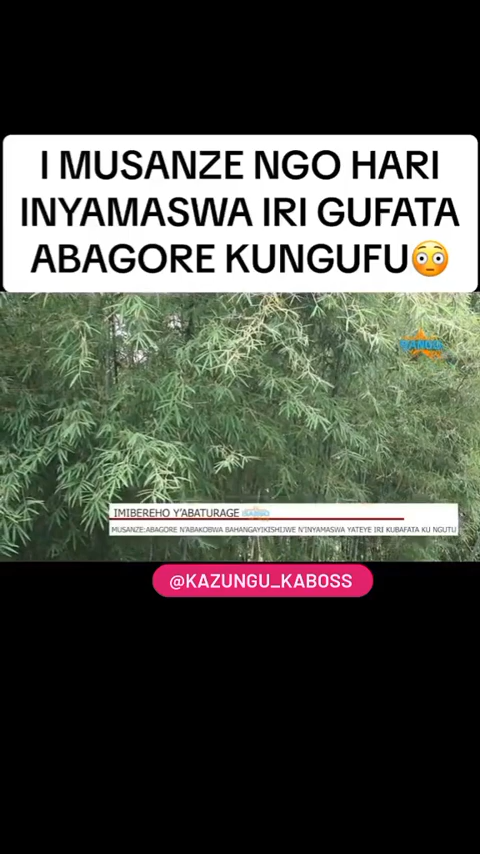 I MUSANZE NGO HARI
INYAMASWA IRI GUFATA
ABAGORE KUNGUFU😳
IMIBEREHO Y'ABATURAGE
MUSANZE:ABAGORE N'ABAKOBWA BAHANGAYIKISHIJWE N'INYAMASWA YATEYE IRI KUBAFATA KU NGUTU
@KAZUNGU_KABOSS